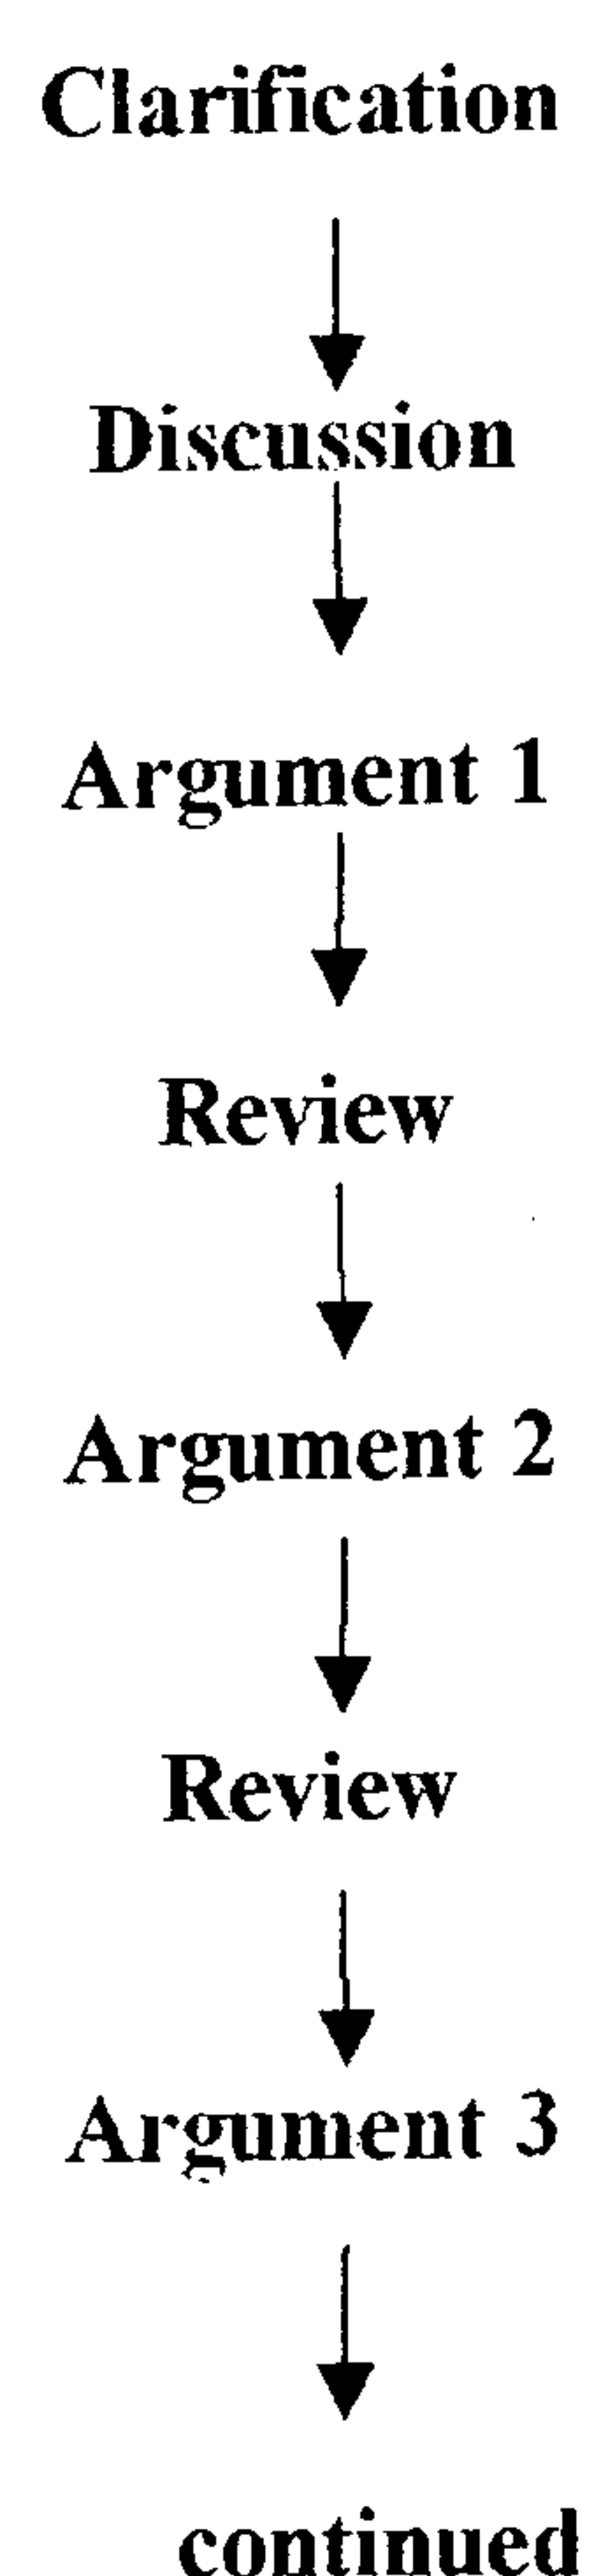 Clarification
Discussion
Argument 1
Review
Argument 2
Review
Argument 3
continued